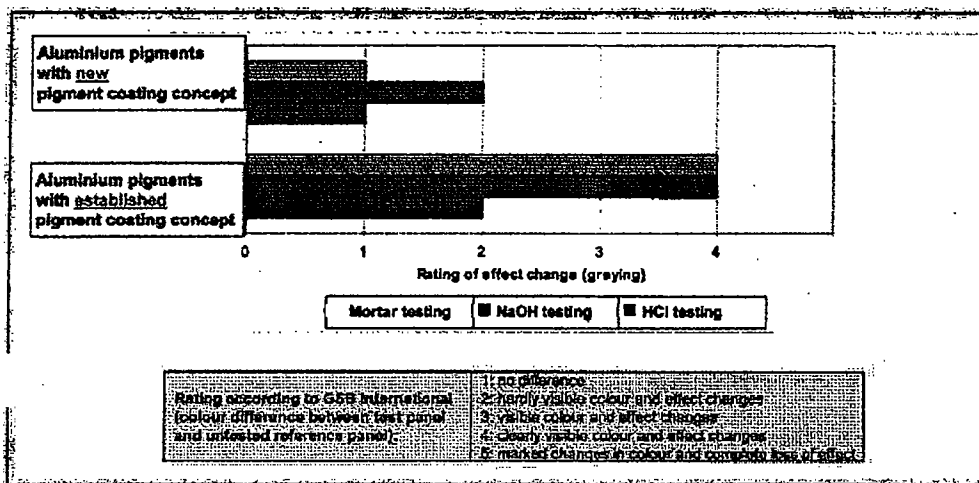 Aluminium pigments
with new
pigment coating concept
Aluminium pigments
with established
pigment coating concept
0 1 2 3 4
Rating of effect change (greying)
Mortar testing
NaOH testing
HCl testing
Rating according to GSB International
(colour difference between test panel
and untested reference panel).
1: no difference
2: hardly visible colour and effect changes
3: visible colour and effect changes
4: clearly visible colour and effect changes
5: marked changes in colour and complete loss of effect